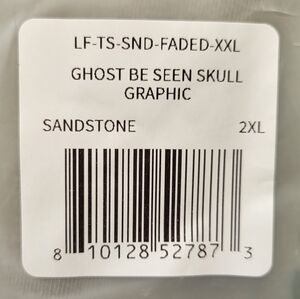 LF-TS-SND-FADED-XXL
GHOST BE SEEN SKULL
GRAPHIC
SANDSTONE 2XL
8 10128 52787 3